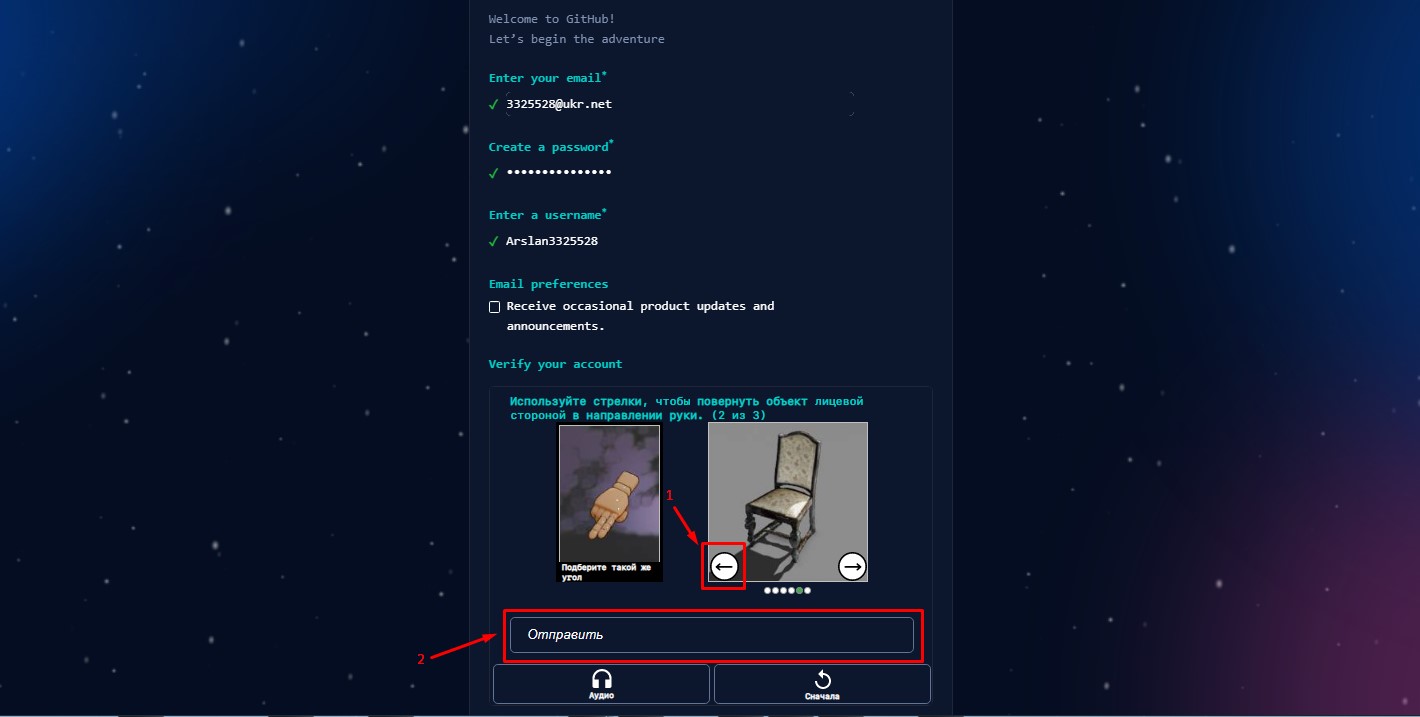 Welcome to GitHub!
Let’s begin the adventure
Enter your email*
✓ 3325528@ukr.net
Create a password*
✓ •••••••••••••••
Enter a username*
✓ Arslan3325528
Email preferences
Receive occasional product updates and
announcements.
Verify your account
Используйте стрелки, чтобы повернуть объект лицевой
стороной в направлении руки. (2 из 3)
1
Подберите такой же
угол
Отправить
2
Аудио
Сначала